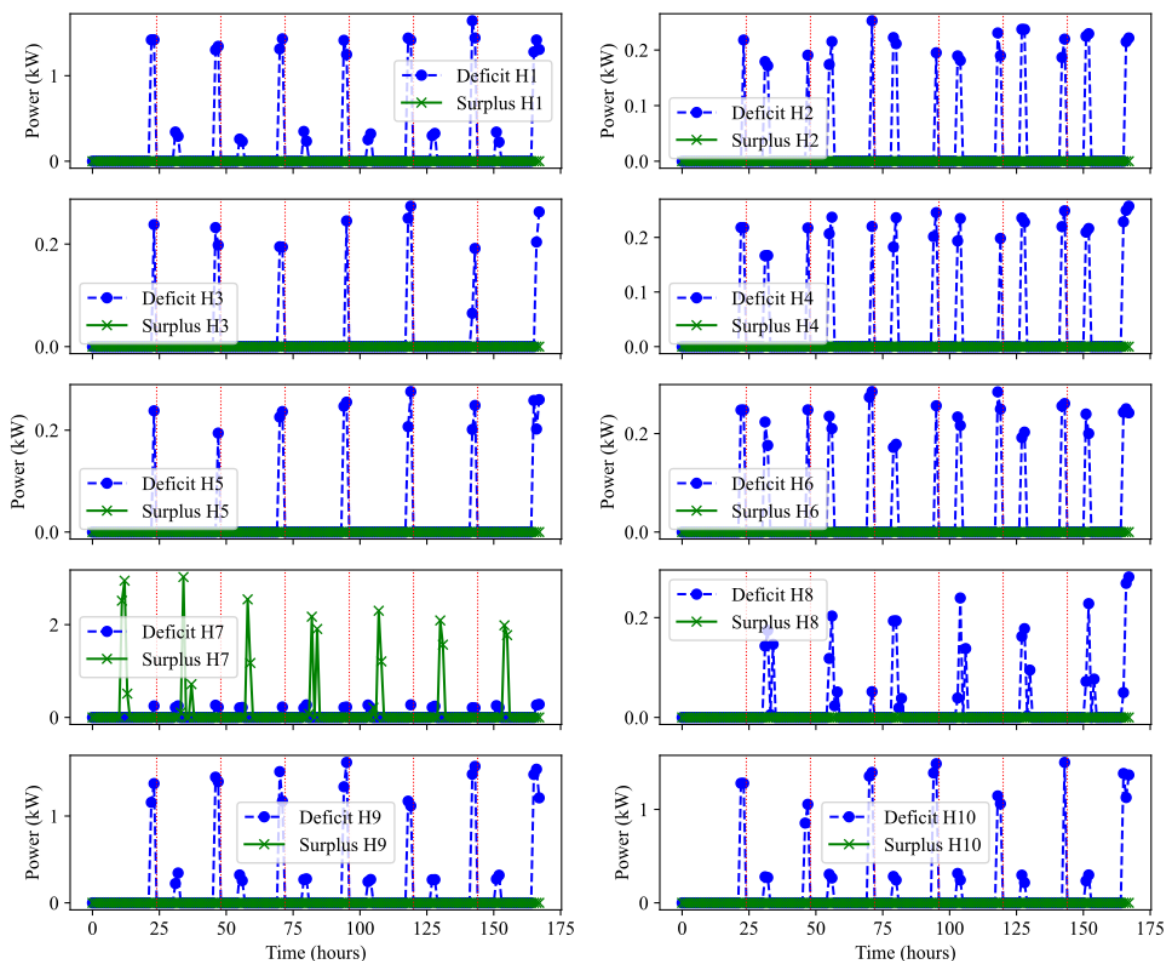 Power (kW)
1
0
Deficit H1
Surplus H1
Power (kW)
0.2
0.1
0.0
Deficit H2
Surplus H2
Power (kW)
0.2
0.0
Deficit H3
Surplus H3
Power (kW)
0.2
0.1
0.0
Deficit H4
Surplus H4
Power (kW)
0.2
0.0
Deficit H5
Surplus H5
Power (kW)
0.2
0.0
Deficit H6
Surplus H6
Power (kW)
2
0
Deficit H7
Surplus H7
Power (kW)
0.2
0.0
Deficit H8
Surplus H8
Power (kW)
1
0
Deficit H9
Surplus H9
0 25 50 75 100 125 150 175
Time (hours)
Power (kW)
1
0
Deficit H10
Surplus H10
0 25 50 75 100 125 150 175
Time (hours)